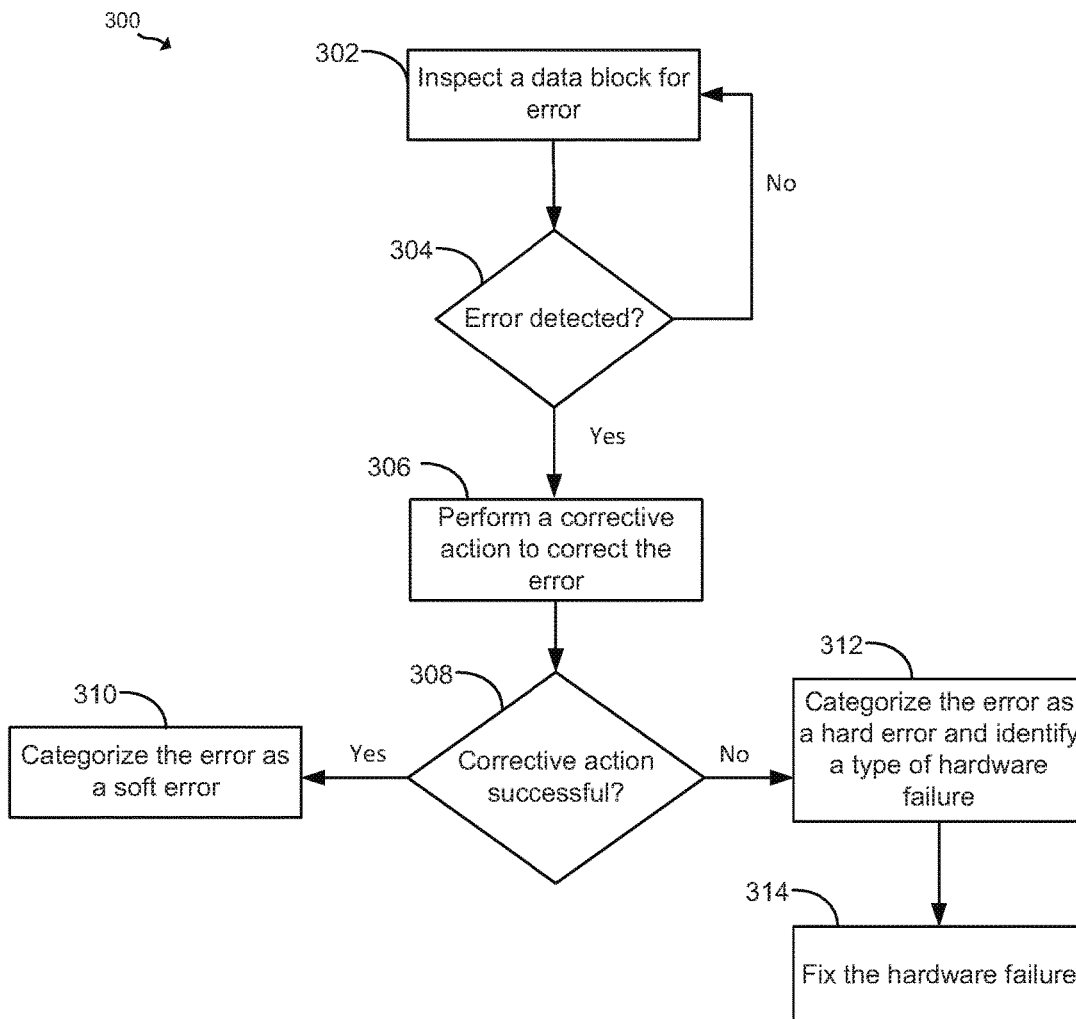 300
302
Inspect a data block for
error
No
304
Error detected?
Yes
306
Perform a corrective
action to correct the
error
308
Corrective action
successful?
Yes
No
310
Categorize the error as
a soft error
312
Categorize the error as
a hard error and identify
a type of hardware
failure
314
Fix the hardware failure